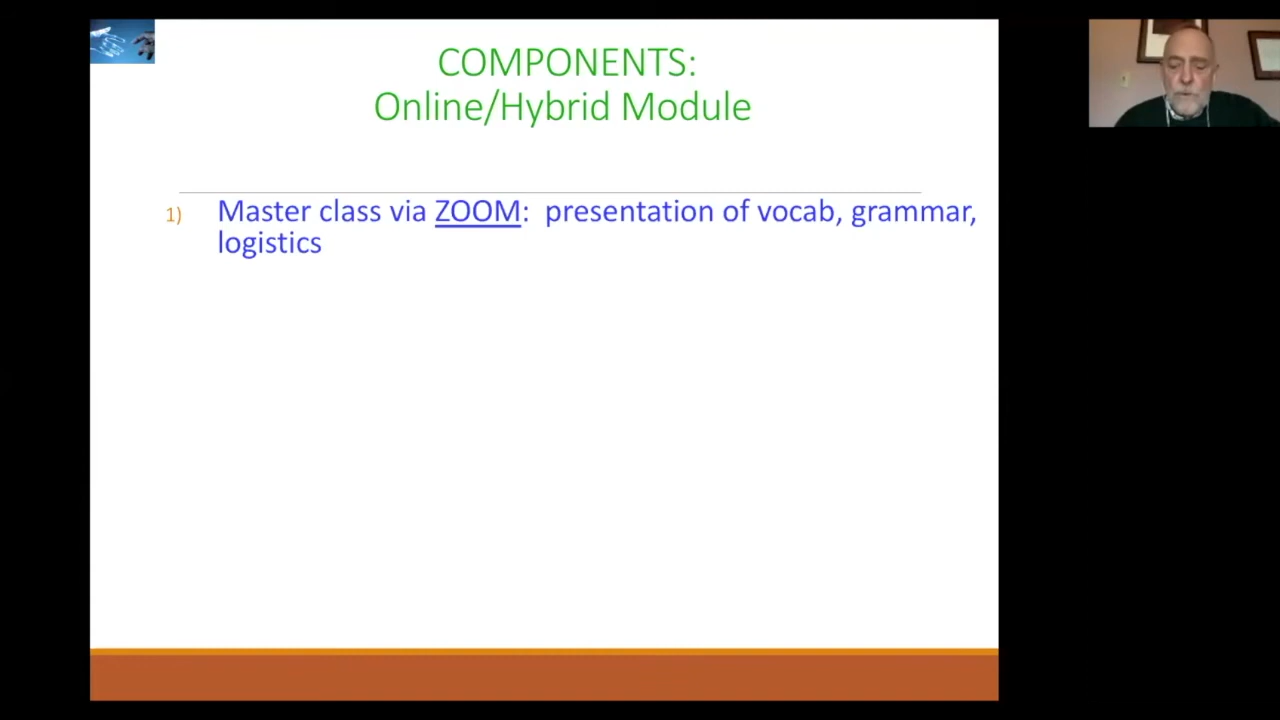 COMPONENTS:
Online/Hybrid Module
1) Master class via ZOOM: presentation of vocab, grammar,
logistics